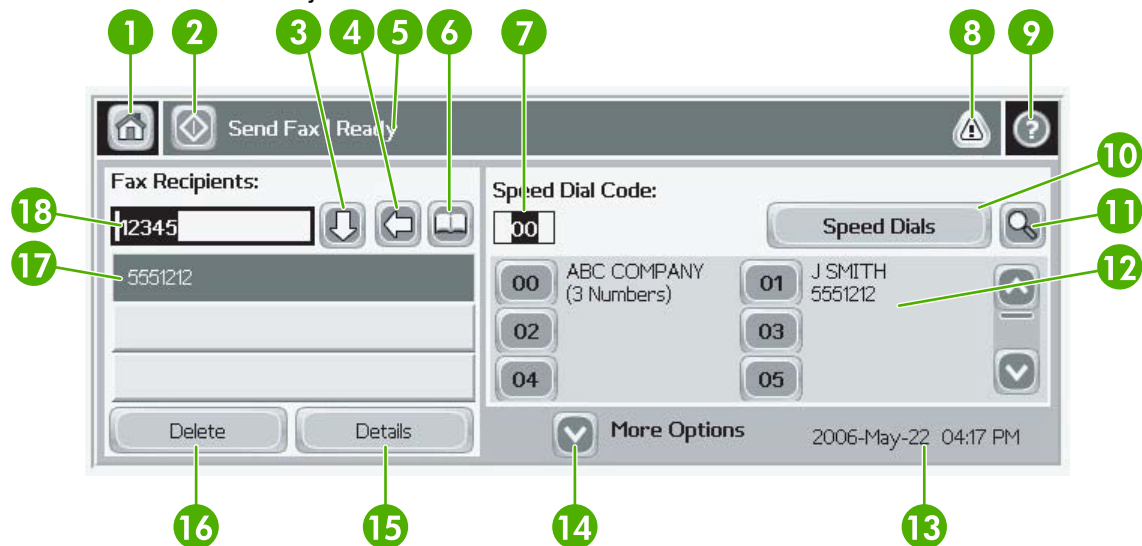 1 2 3 4 5 6 7 8 9
Send Fax | Ready
?
10
Fax Recipients:
Speed Dial Code:
18
12345
00
Speed Dials
11
17
5551212
00 ABC COMPANY
(3 Numbers)
01 J SMITH
5551212
12
02 03
04 05
Delete Details
More Options
2006-May-22 04:17 PM
16 15 14 13